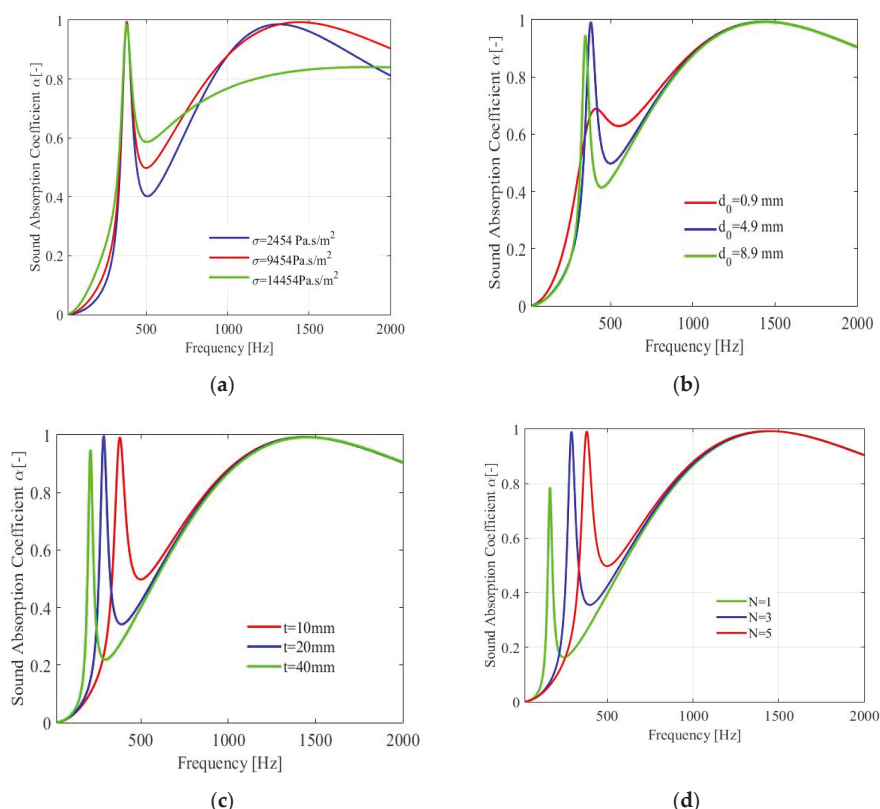 1
0.8
0.6
0.4
0.2
0
Sound Absorption Coefficient α[-]
σ=2454 Pa.s/m²
σ=9454Pa.s/m²
σ=14454Pa.s/m²
500 1000 1500 2000
Frequency [Hz]
(a)
1
0.8
0.6
0.4
0.2
0
Sound Absorption Coefficient α[-]
d₀=0.9 mm
d₀=4.9 mm
d₀=8.9 mm
500 1000 1500 2000
Frequency [Hz]
(b)
1
0.8
0.6
0.4
0.2
0
Sound Absorption Coefficient α[-]
t=10mm
t=20mm
t=40mm
500 1000 1500 2000
Frequency [Hz]
(c)
1
0.8
0.6
0.4
0.2
0
Sound Absorption Coefficient α[-]
N=1
N=3
N=5
500 1000 1500 2000
Frequency [Hz]
(d)